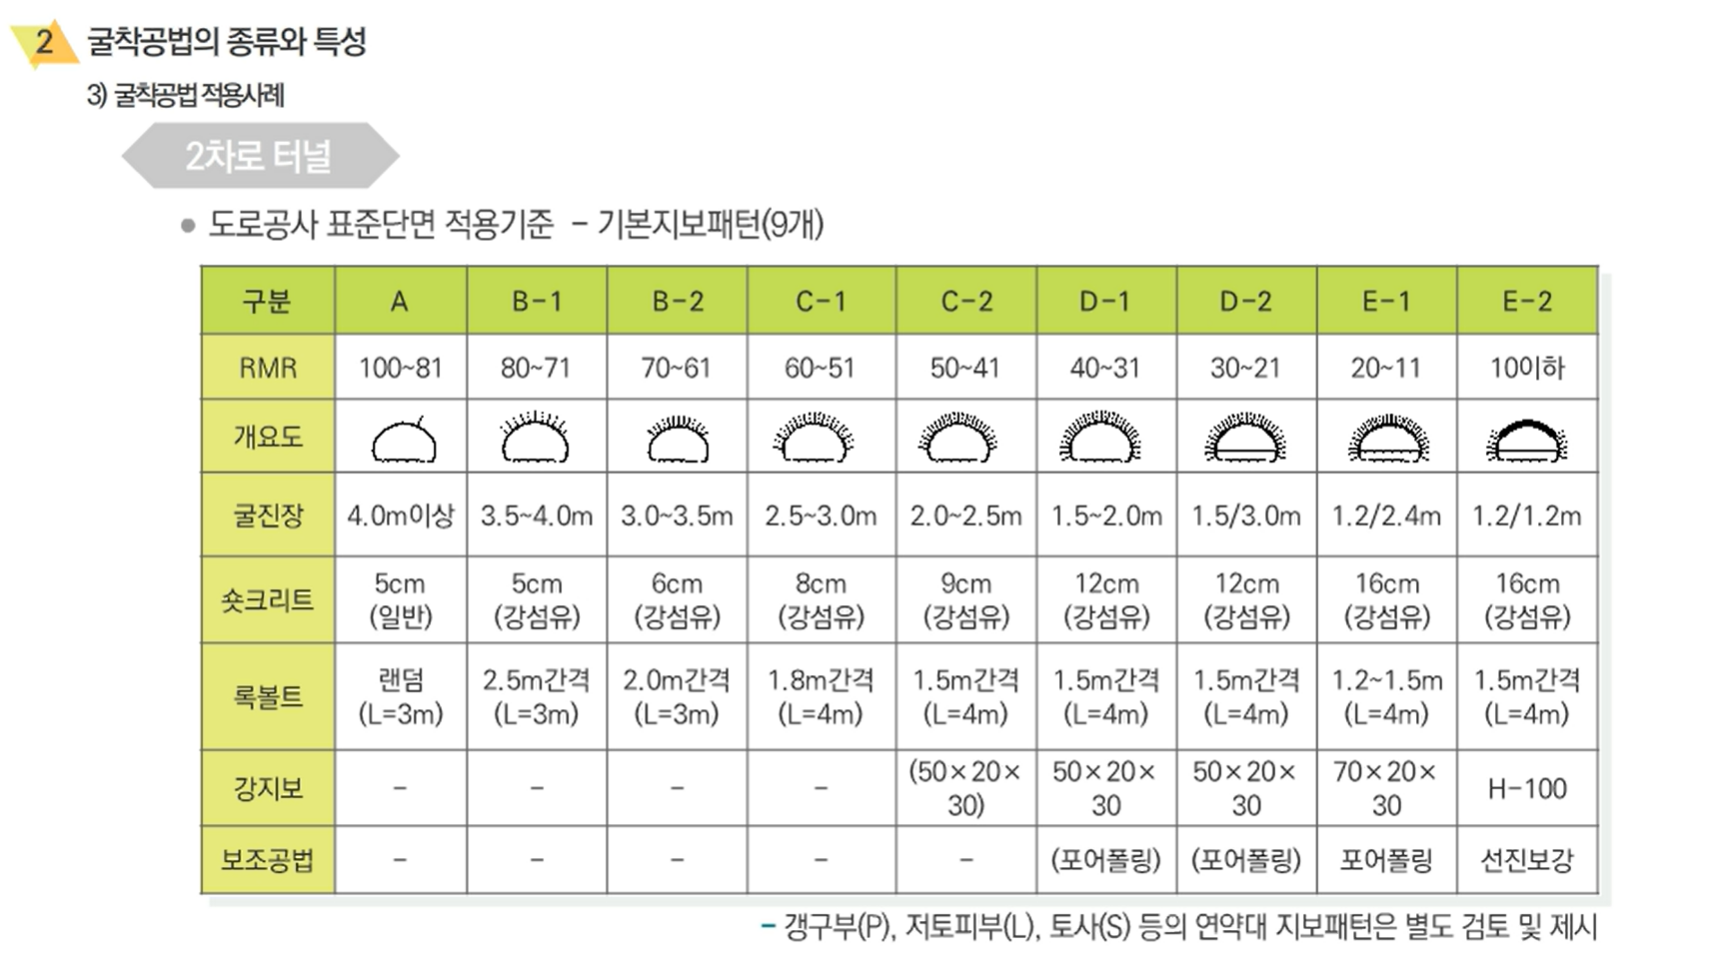 2 굴착공법의 종류와 특성
3) 굴착공법 적용사례
2차로 터널
● 도로공사 표준단면 적용기준 - 기본지보패턴(9개)
구분 A B-1 B-2 C-1 C-2 D-1 D-2 E-1 E-2
RMR 100~81 80~71 70~61 60~51 50~41 40~31 30~21 20~11 10이하
개요도
굴진장 4.0m이상 3.5~4.0m 3.0~3.5m 2.5~3.0m 2.0~2.5m 1.5~2.0m 1.5/3.0m 1.2/2.4m 1.2/1.2m
숏크리트 5cm (일반) 5cm (강섬유) 6cm (강섬유) 8cm (강섬유) 9cm (강섬유) 12cm (강섬유) 12cm (강섬유) 16cm (강섬유) 16cm (강섬유)
록볼트 랜덤 (L=3m) 2.5m간격 (L=3m) 2.0m간격 (L=3m) 1.8m간격 (L=4m) 1.5m간격 (L=4m) 1.5m간격 (L=4m) 1.5m간격 (L=4m) 1.2~1.5m (L=4m) 1.5m간격 (L=4m)
강지보 - - - - (50×20×30) 50×20×30 50×20×30 70×20×30 H-100
보조공법 - - - - - (포어폴링) (포어폴링) 포어폴링 선진보강
- 갱구부(P), 저토피부(L), 토사(S) 등의 연약대 지보패턴은 별도 검토 및 제시